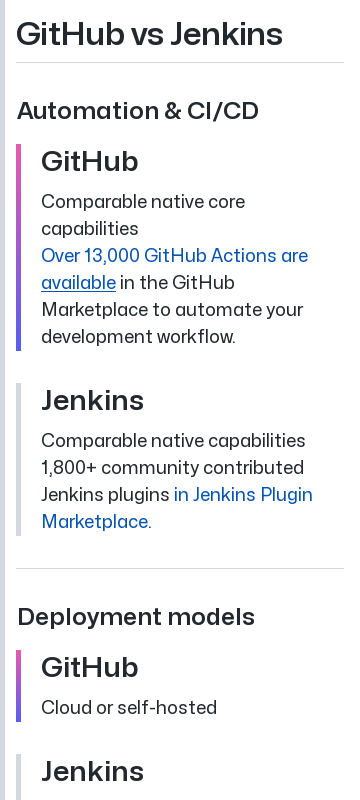 GitHub vs Jenkins
Automation & CI/CD
GitHub
Comparable native core
capabilities
Over 13,000 GitHub Actions are
available in the GitHub
Marketplace to automate your
development workflow.
Jenkins
Comparable native capabilities
1,800+ community contributed
Jenkins plugins in Jenkins Plugin
Marketplace.
Deployment models
GitHub
Cloud or self-hosted
Jenkins